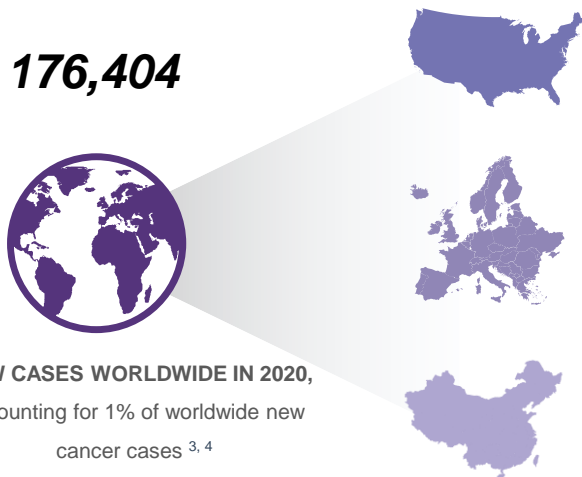 176,404
CASES WORLDWIDE IN 2020,
for 1% of worldwide new
cancer cases 3, 4